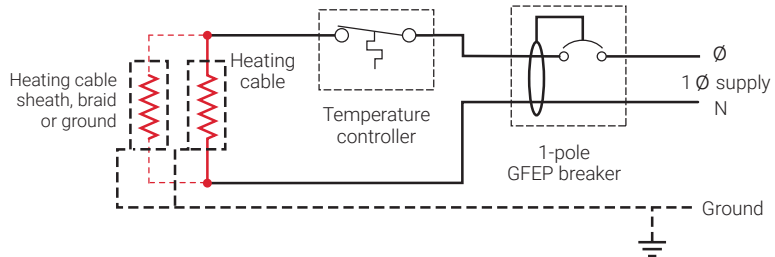 Heating cable
sheath, braid
or ground
Heating
cable
Temperature
controller
1-pole
GFEP breaker
Ø
1 Ø supply
N
Ground